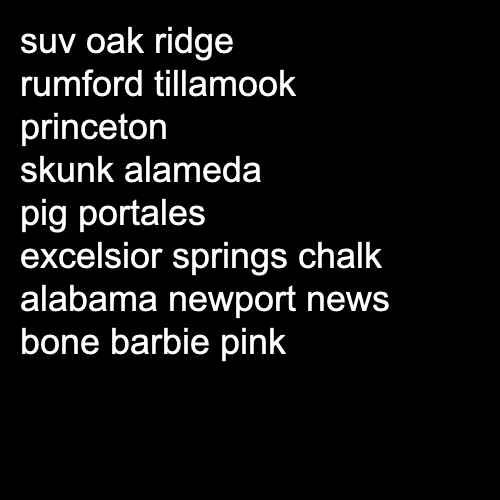 suv oak ridge
rumford tillamook
princeton
skunk alameda
pig portales
excelsior springs chalk
alabama newport news
bone barbie pink